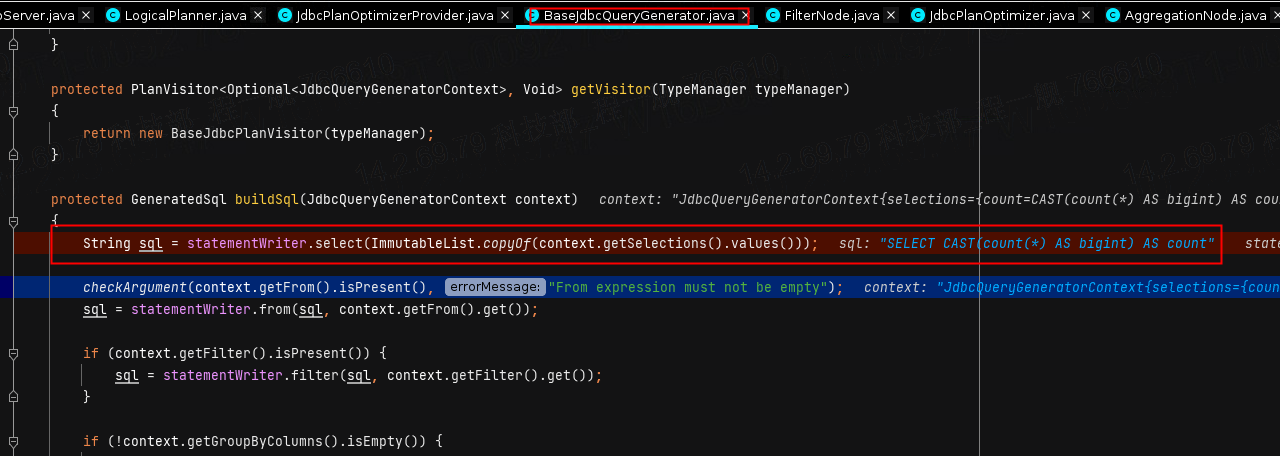 oServer.java × LogicalPlanner.java × JdbcPlanOptimizerProvider.java × BaseJdbcQueryGenerator.java × FilterNode.java × JdbcPlanOptimizer.java × AggregationNode.java
}
protected PlanVisitor<Optional<JdbcQueryGeneratorContext>, Void> getVisitor(TypeManager typeManager)
{
return new BaseJdbcPlanVisitor(typeManager);
}
protected GeneratedSql buildSql(JdbcQueryGeneratorContext context) context: "JdbcQueryGeneratorContext{selections={count=CAST(count(*) AS bigint) AS cou
{
String sql = statementWriter.select(ImmutableList.copyOf(context.getSelections().values())); sql: "SELECT CAST(count(*) AS bigint) AS count" state
checkArgument(context.getFrom().isPresent(), errorMessage: "From expression must not be empty"); context: "JdbcQueryGeneratorContext{selections={coun
sql = statementWriter.from(sql, context.getFrom().get());
if (context.getFilter().isPresent()) {
sql = statementWriter.filter(sql, context.getFilter().get());
}
if (!context.getGroupByColumns().isEmpty()) {